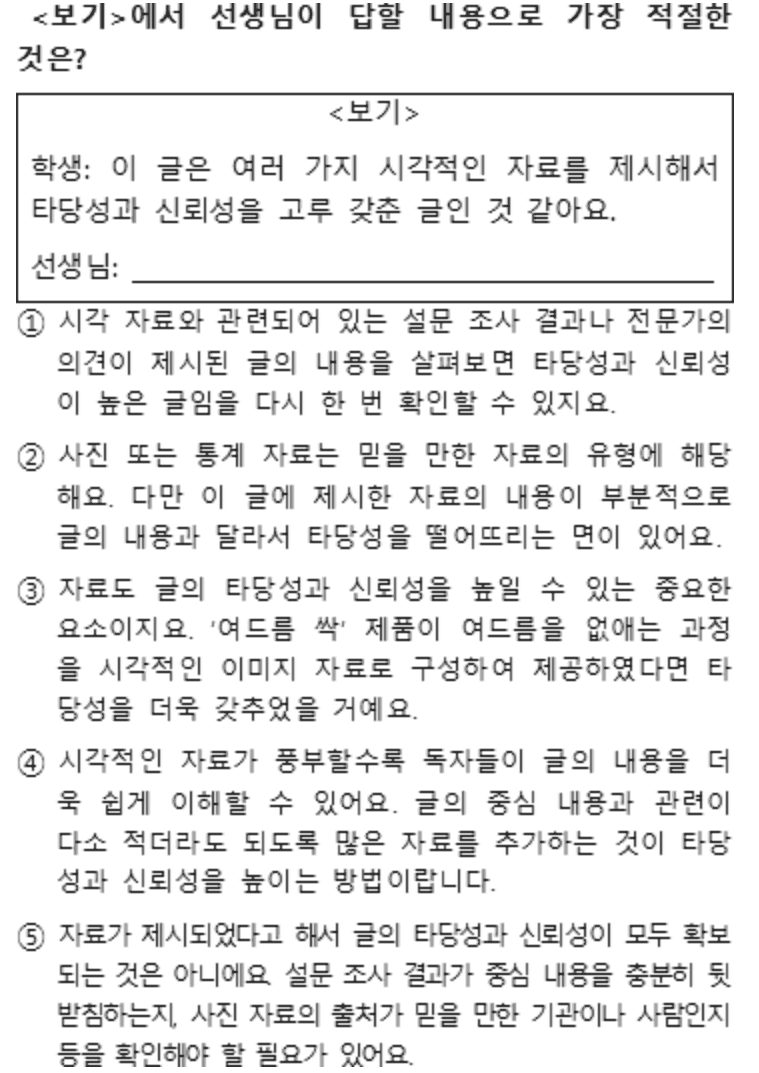 <보기>에서 선생님이 답할 내용으로 가장 적절한
것은?
<보기>
학생: 이 글은 여러 가지 시각적인 자료를 제시해서
타당성과 신뢰성을 고루 갖춘 글인 것 같아요.
선생님:
① 시각 자료와 관련되어 있는 설문 조사 결과나 전문가의
의견이 제시된 글의 내용을 살펴보면 타당성과 신뢰성
이 높은 글임을 다시 한 번 확인할 수 있지요.
② 사진 또는 통계 자료는 믿을 만한 자료의 유형에 해당
해요. 다만 이 글에 제시한 자료의 내용이 부분적으로
글의 내용과 달라서 타당성을 떨어뜨리는 면이 있어요.
③ 자료도 글의 타당성과 신뢰성을 높일 수 있는 중요한
요소이지요. '여드름 싹' 제품이 여드름을 없애는 과정
을 시각적인 이미지 자료로 구성하여 제공하였다면 타
당성을 더욱 갖추었을 거예요.
④ 시각적인 자료가 풍부할수록 독자들이 글의 내용을 더
욱 쉽게 이해할 수 있어요. 글의 중심 내용과 관련이
다소 적더라도 되도록 많은 자료를 추가하는 것이 타당
성과 신뢰성을 높이는 방법이랍니다.
⑤ 자료가 제시되었다고 해서 글의 타당성과 신뢰성이 모두 확보
되는 것은 아니에요. 설문 조사 결과가 중심 내용을 충분히 뒷
받침하는지, 사진 자료의 출처가 믿을 만한 기관이나 사람인지
등을 확인해야 할 필요가 있어요.